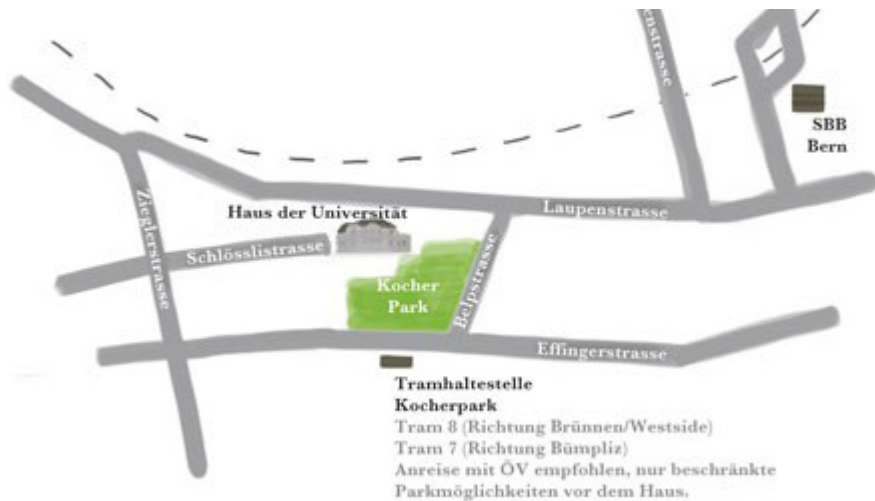 enstrasse
SBB
Bern
Laupenstrasse
Haus der Universität
Zieglerstrasse
Schlösslistrasse
Belpstrasse
Kocher
Park
Effingerstrasse
Tramhaltestelle
Kocherpark
Tram 8 (Richtung Brünnen/Westside)
Tram 7 (Richtung Bümpliz)
Anreise mit ÖV empfohlen, nur beschränkte
Parkmöglichkeiten vor dem Haus.